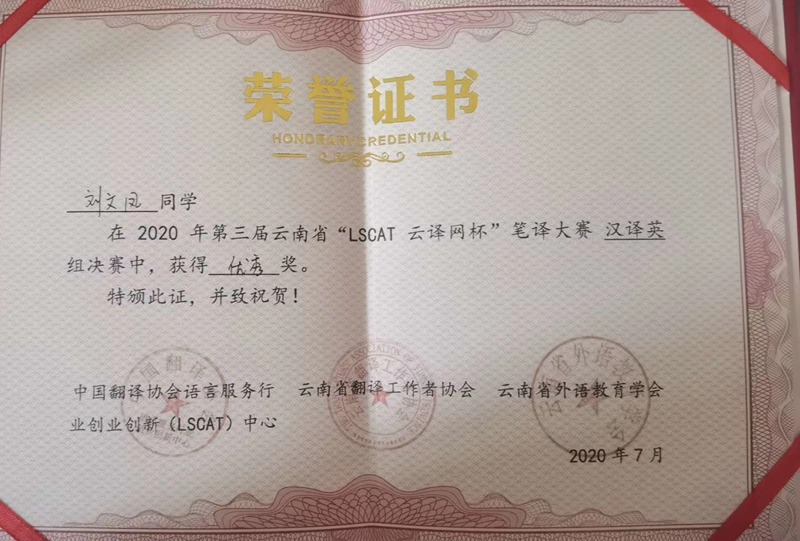 荣誉证书
HONORARY CREDENTIAL
刘文凤 同学
在 2020 年第三届云南省“LSCAT 云译网杯”笔译大赛 汉译英
组决赛中，获得 优秀 奖。
特颁此证，并致祝贺！
中国翻译协会语言服务行 云南省翻译工作者协会 云南省外语教育学会
业创业创新（LSCAT）中心
2020 年 7 月